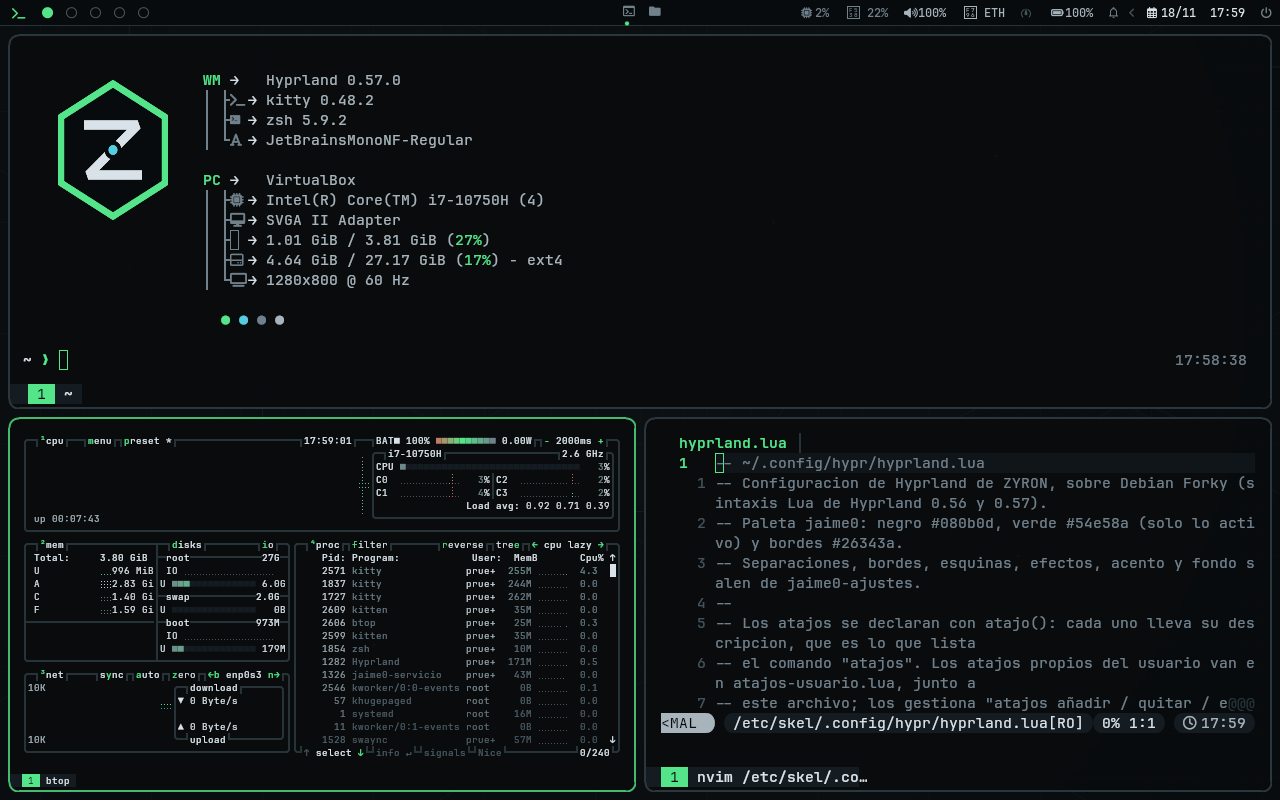 2% 22% 100% ETH 100% 18/11 17:59
WM → Hyprland 0.57.0
→ kitty 0.48.2
→ zsh 5.9.2
→ JetBrainsMonoNF-Regular
PC → VirtualBox
→ Intel(R) Core(TM) i7-10750H (4)
→ SVGA II Adapter
→ 1.01 GiB / 3.81 GiB (27%)
→ 4.64 GiB / 27.17 GiB (17%) - ext4
→ 1280x800 @ 60 Hz
~ ❯ 17:58:38
1 ~
¹cpu menu preset * 17:59:01 BAT■ 100% 0.00W - 2000ms +
i7-10750H 2.6 GHz
CPU 3%
C0 3% C2 2%
C1 4% C3 2%
Load avg: 0.92 0.71 0.39
up 00:07:43
²mem disks io
Total: 3.80 GiB
U 996 MiB
A 2.83 Gi
C 1.40 Gi
F 1.59 Gi
root 27G
IO
U 6.0G
swap 2.0G
U 0B
boot 973M
IO
U 179M
³net sync auto zero ←b enp0s3 n→
10K
download
▼ 0 Byte/s
▲ 0 Byte/s
upload
10K
⁴proc filter reverse tree ← cpu lazy →
Pid: Program: User: MemB Cpu% ↑
2571 kitty prue+ 255M 4.3
1837 kitty prue+ 244M 0.0
1727 kitty prue+ 262M 0.0
2609 kitten prue+ 35M 0.0
2606 btop prue+ 25M 0.3
2599 kitten prue+ 35M 0.0
1854 zsh prue+ 10M 0.0
1282 Hyprland prue+ 171M 0.5
1326 jaime0-servicio prue+ 24M 0.0
2546 kworker/0:0-events root 0B 0.1
57 khugepaged root 0B 0.0
1 systemd root 16M 0.0
11 kworker/0:1-events root 0B 0.0
1528 swaync prue+ 57M 0.0 ↓
↑ select ↓ info ↵ signals Nice 0/240
1 btop
hyprland.lua
1 -- ~/.config/hypr/hyprland.lua
1 -- Configuracion de Hyprland de ZYRON, sobre Debian Forky (s
intaxis Lua de Hyprland 0.56 y 0.57).
2 -- Paleta jaime0: negro #080b0d, verde #54e58a (solo lo acti
vo) y bordes #26343a.
3 -- Separaciones, bordes, esquinas, efectos, acento y fondo s
alen de jaime0-ajustes.
4 --
5 -- Los atajos se declaran con atajo(): cada uno lleva su des
cripcion, que es lo que lista
6 -- el comando "atajos". Los atajos propios del usuario van e
n atajos-usuario.lua, junto a
7 -- este archivo; los gestiona "atajos añadir / quitar / e@@@
<MAL /etc/skel/.config/hypr/hyprland.lua[RO] 0% 1:1 17:59
1 nvim /etc/skel/.co…